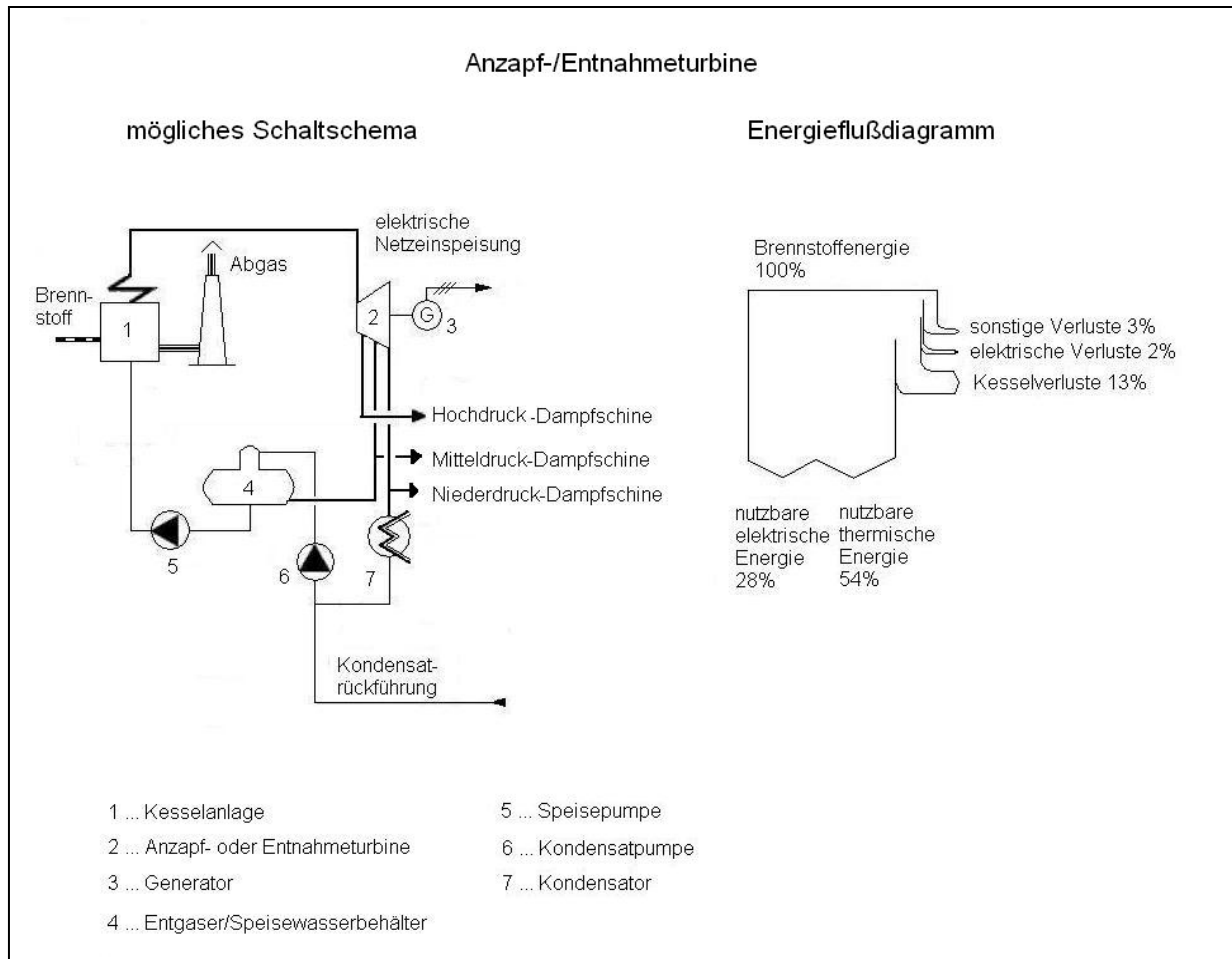 Anzapf-/Entnahmeturbine
mögliches Schaltschema
Energieflußdiagramm
elektrische
Netzeinspeisung
Abgas
Brenn-
stoff
1
2
G
3
Hochdruck-Dampfschine
Mitteldruck-Dampfschine
Niederdruck-Dampfschine
4
5
6
7
Kondensat-
rückführung
Brennstoffenergie
100%
sonstige Verluste 3%
elektrische Verluste 2%
Kesselverluste 13%
nutzbare
elektrische
Energie
28%
nutzbare
thermische
Energie
54%
1 ... Kesselanlage
2 ... Anzapf- oder Entnahmeturbine
3 ... Generator
4 ... Entgaser/Speisewasserbehälter
5 ... Speisepumpe
6 ... Kondensatpumpe
7 ... Kondensator